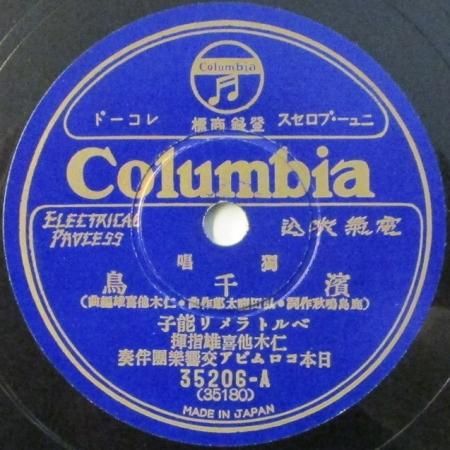 Columbia
ニュー・プロセス 登録商標 レコード
Columbia
ELECTRICAL
PROCESS
電氣吹込
獨唱
濱千鳥
(鹿島鳴秋作詞・弘田龍太郎作曲・仁木他喜雄編曲)
ベルトラメリ能子
仁木他喜雄指揮
日本コロムビア交響樂團伴奏
35206-A
(35180)
MADE IN JAPAN